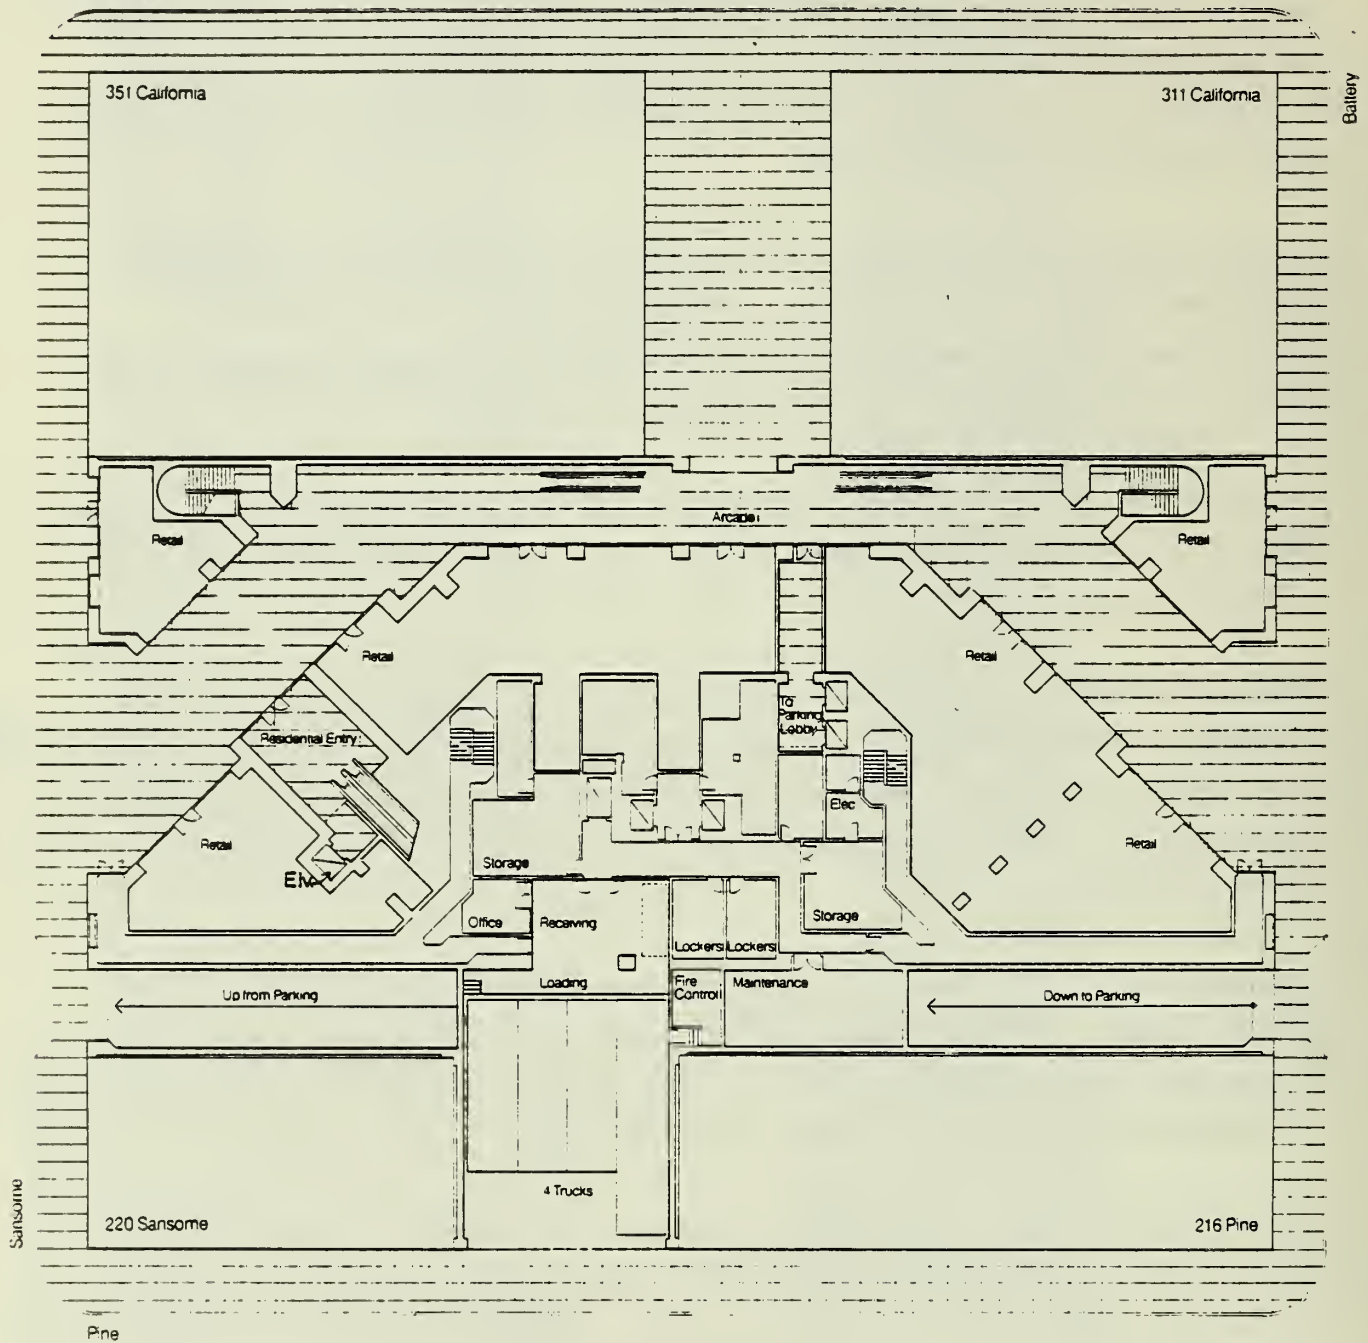 351 California
311 California
Battery
Arcade
Retail
Retail
Retail
Retail
To
Parking
Lobby
Residential Entry
Elec
Retail
Retail
Storage
Elv.
Office
Receiving
Storage
Lockers
Lockers
Loading
Fire
Control
Maintenance
Up from Parking
Down to Parking
4 Trucks
Sansome
220 Sansome
216 Pine
Pine